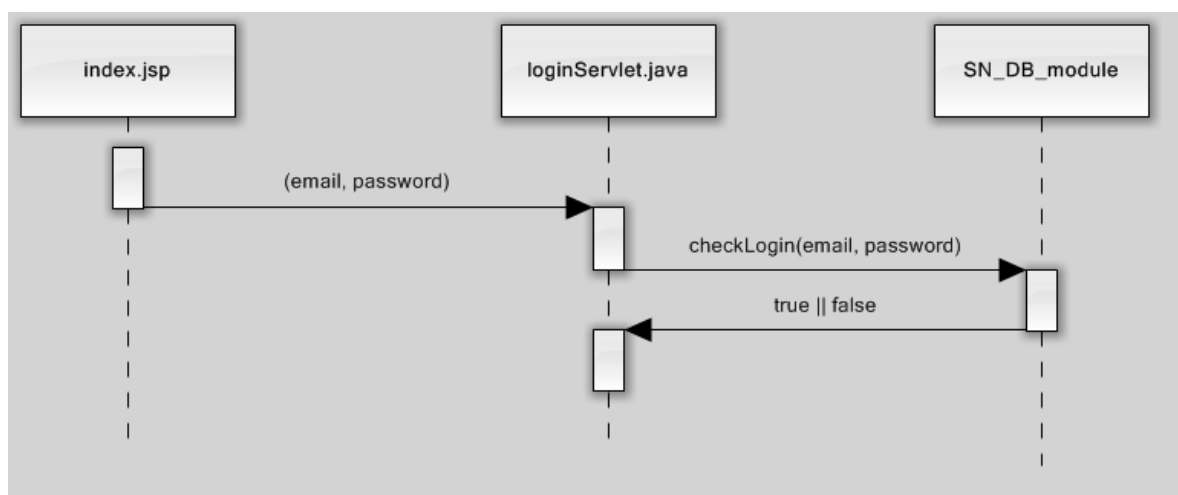 index.jsp
loginServlet.java
SN_DB_module
(email, password)
checkLogin(email, password)
true || false